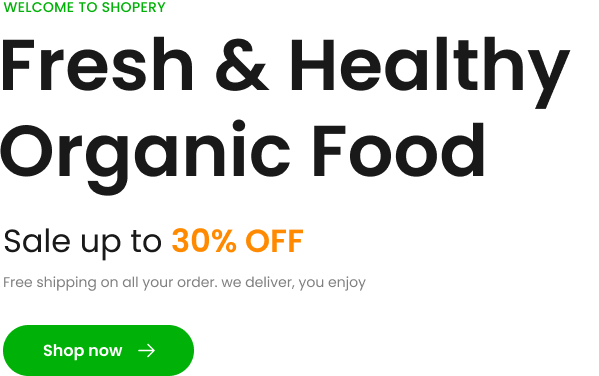 WELCOME TO SHOPERY
Fresh & Healthy
Organic Food
Sale up to 30% OFF
Free shipping on all your order. we deliver, you enjoy
Shop now